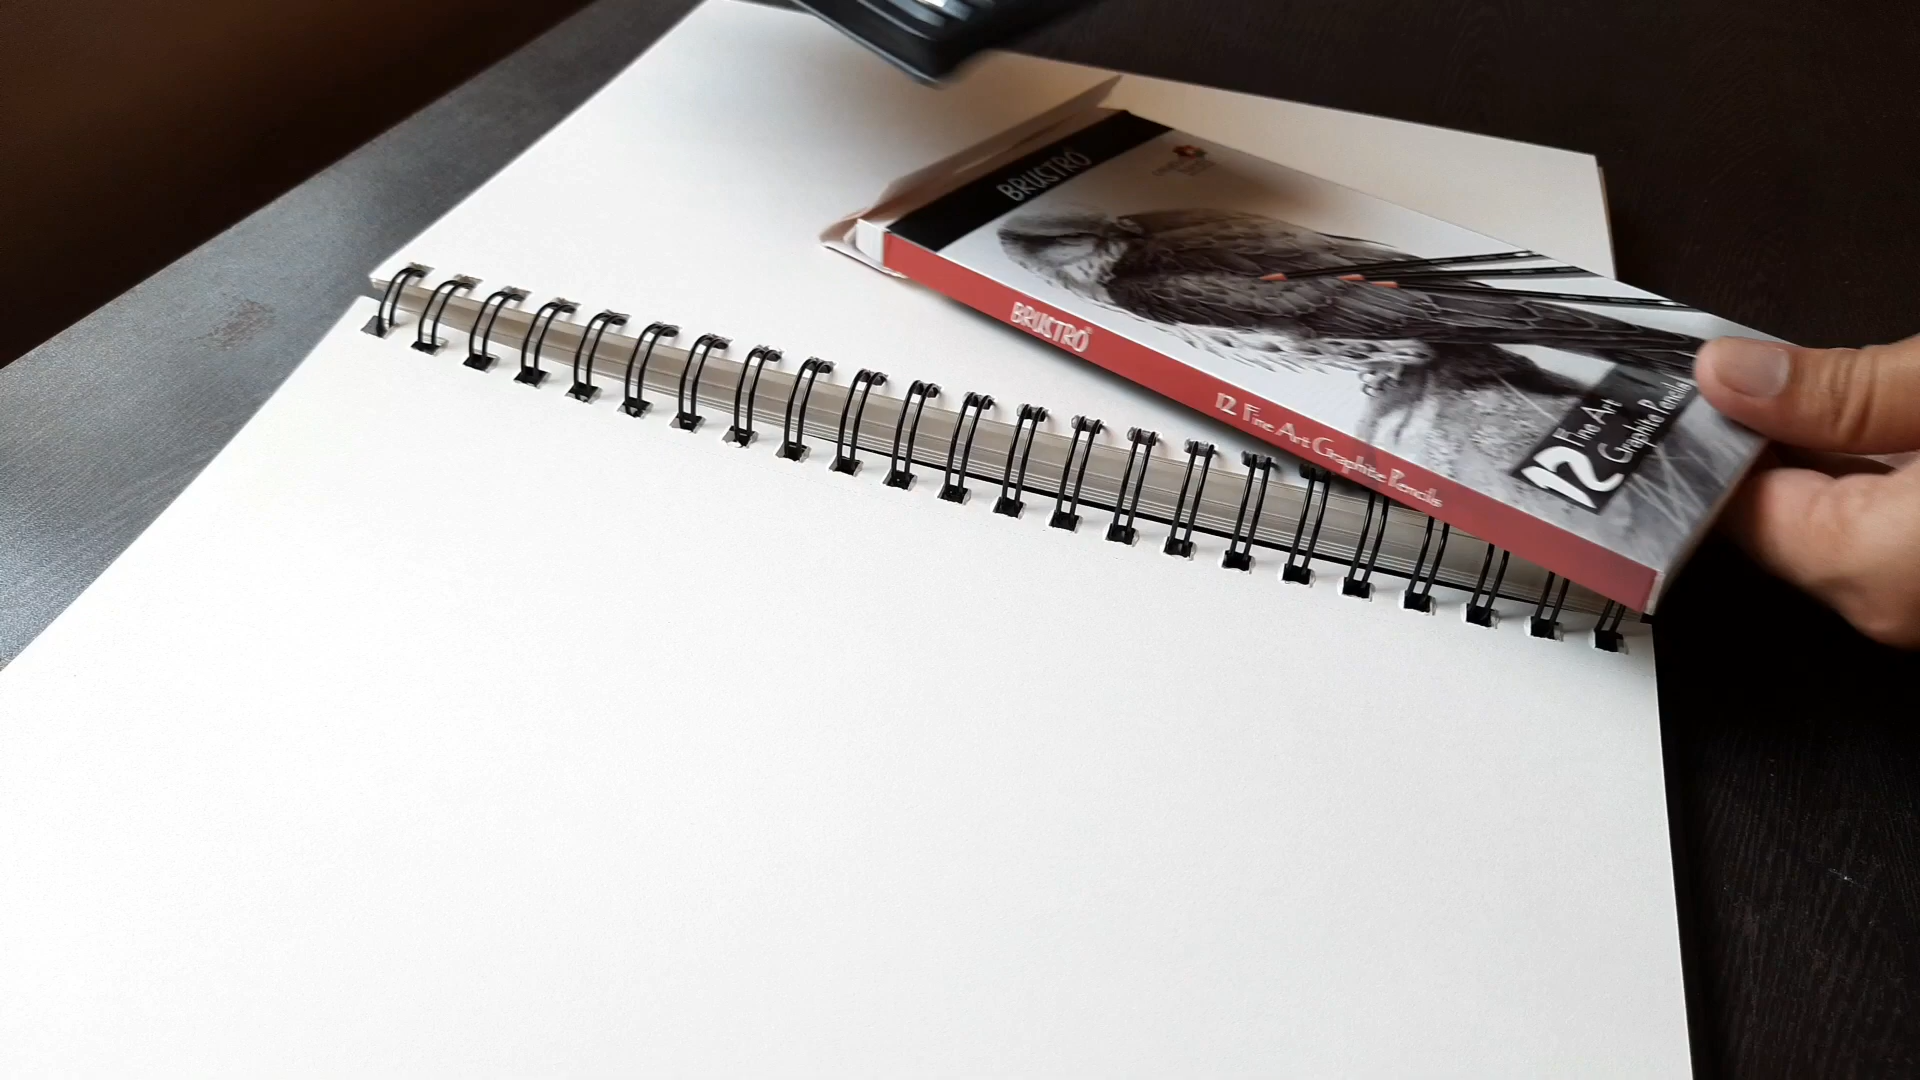 BRUSTRO®
BRUSTRO®
12 Fine Art Graphite Pencils
12 Fine Art
Graphite Pencils